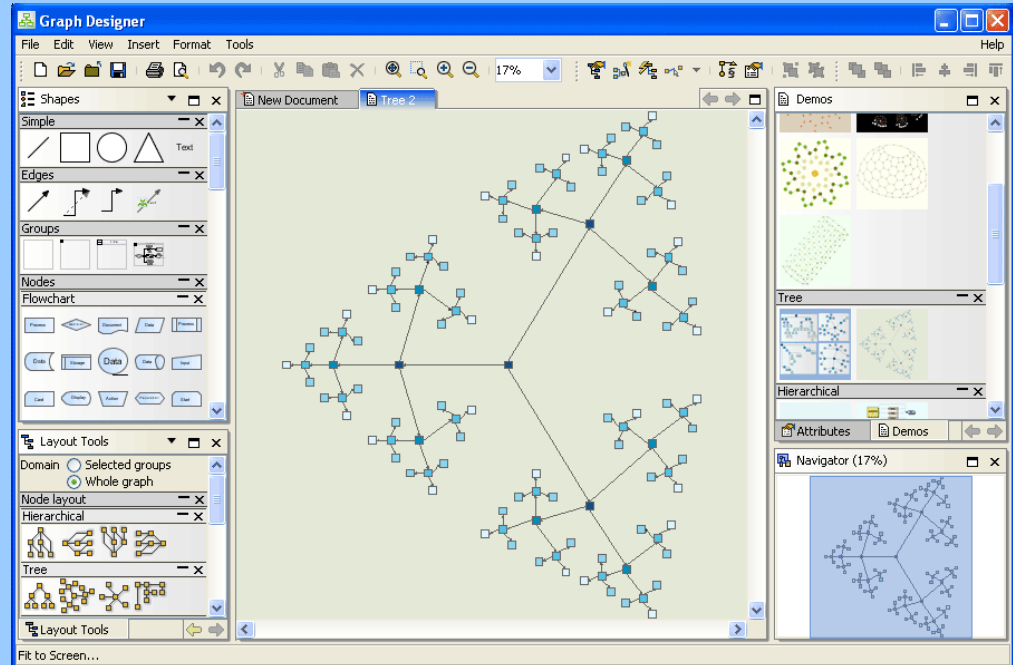 Graph Designer
File Edit View Insert Format Tools Help
17%
Shapes
New Document
Tree 2
Demos
Simple
Text
Edges
Groups
Nodes
Flowchart
Process
Document
Data
Process
Data
Storage
Data
Data
Input
Card
Display
Action
Start
Tree
Hierarchical
Attributes
Demos
Layout Tools
Domain
Selected groups
Whole graph
Node layout
Hierarchical
Tree
Layout Tools
Navigator (17%)
Fit to Screen...